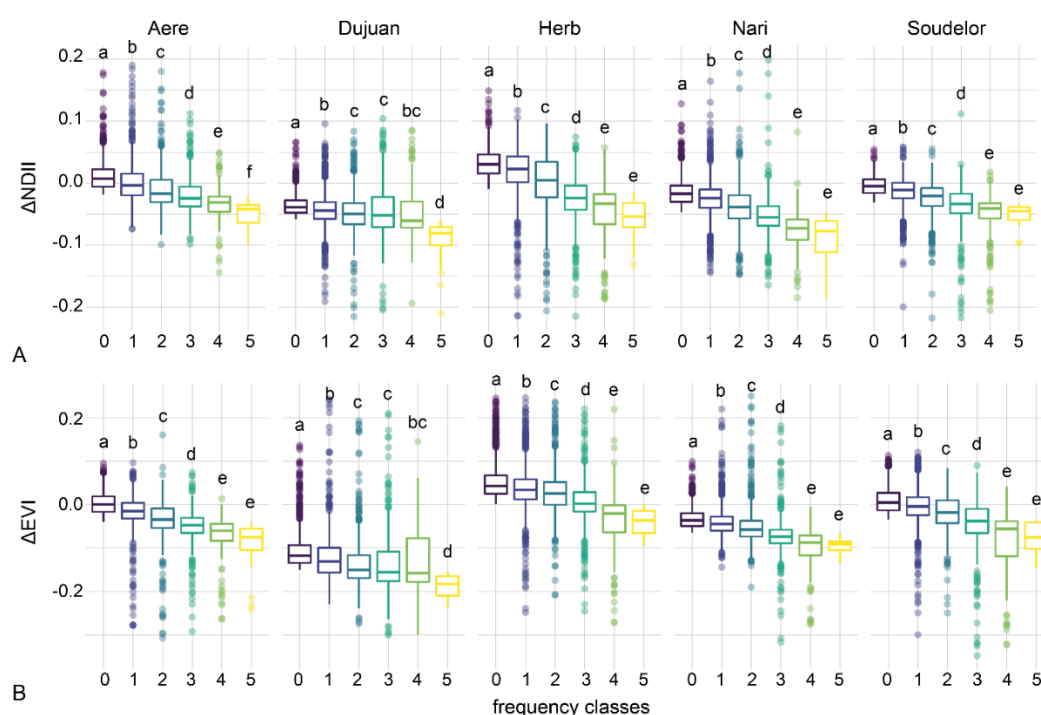 Aere Dujuan Herb Nari Soudelor
ΔNDII
0.2
0.1
0.0
-0.1
-0.2
a b c d e f
a b c c bc d
a b c d e e
a b c d e e
a b c d e e
A
0 1 2 3 4 5 0 1 2 3 4 5 0 1 2 3 4 5 0 1 2 3 4 5 0 1 2 3 4 5
ΔEVI
0.2
0.0
-0.2
a b c d e e
a b c c bc d
a b c d e e
a b c d e e
a b c d e e
B
0 1 2 3 4 5 0 1 2 3 4 5 0 1 2 3 4 5 0 1 2 3 4 5 0 1 2 3 4 5
frequency classes